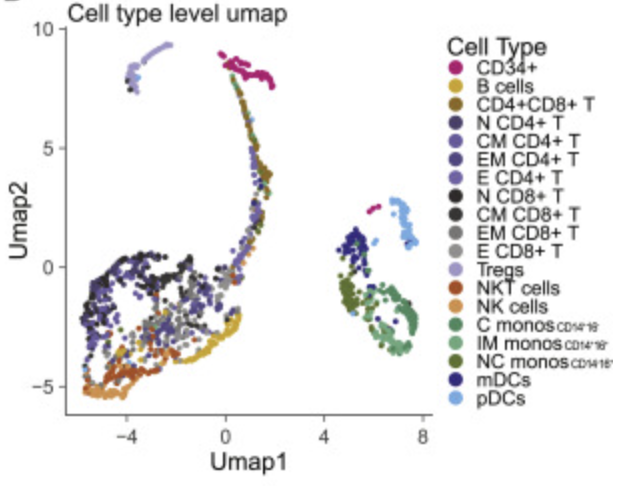 Cell type level umap
10
5
0
−5
Umap2
−4
0
4
8
Umap1
Cell Type
CD34+
B cells
CD4+CD8+ T
N CD4+ T
CM CD4+ T
EM CD4+ T
E CD4+ T
N CD8+ T
CM CD8+ T
EM CD8+ T
E CD8+ T
Tregs
NKT cells
NK cells
C monos
IM monos
NC monos
mDCs
pDCs